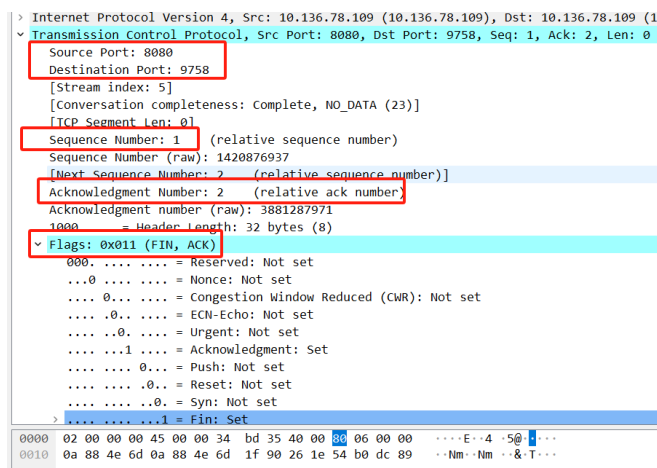 > Internet Protocol Version 4, Src: 10.136.78.109 (10.136.78.109), Dst: 10.136.78.109 (1
Transmission Control Protocol, Src Port: 8080, Dst Port: 9758, Seq: 1, Ack: 2, Len: 0
Source Port: 8080
Destination Port: 9758
[Stream index: 5]
[Conversation completeness: Complete, NO_DATA (23)]
[TCP Segment Len: 0]
Sequence Number: 1 (relative sequence number)
Sequence Number (raw): 1420876937
[Next Sequence Number: 2 (relative sequence number)]
Acknowledgment Number: 2 (relative ack number)
Acknowledgment number (raw): 3881287971
1000 .... = Header Length: 32 bytes (8)
Flags: 0x011 (FIN, ACK)
000. .... .... = Reserved: Not set
...0 .... .... = Nonce: Not set
.... 0... .... = Congestion Window Reduced (CWR): Not set
.... .0.. .... = ECN-Echo: Not set
.... ..0. .... = Urgent: Not set
.... ...1 .... = Acknowledgment: Set
.... .... 0... = Push: Not set
.... .... .0.. = Reset: Not set
.... .... ..0. = Syn: Not set
> .... .... ...1 = Fin: Set
0000 02 00 00 00 45 00 00 34 bd 35 40 00 80 06 00 00 ····E··4 ·5@·····
0010 0a 88 4e 6d 0a 88 4e 6d 1f 90 26 1e 54 b0 dc 89 ··Nm··Nm ··&·T···